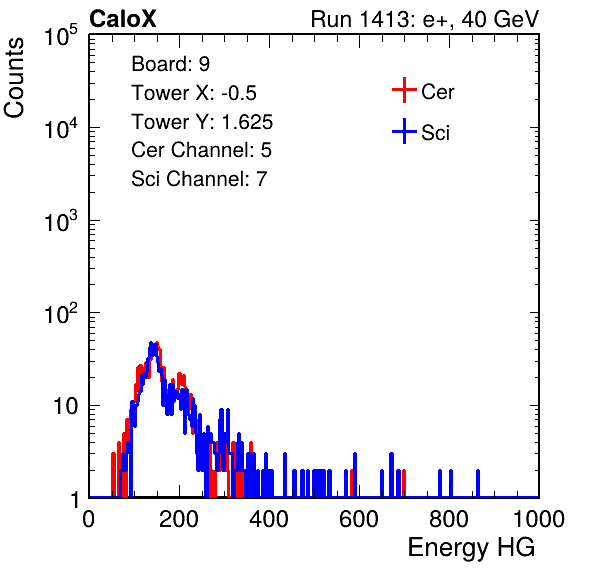 CaloX Run 1413: e+, 40 GeV
Counts
10^5
10^4
10^3
10^2
10
1
Board: 9
Tower X: -0.5
Tower Y: 1.625
Cer Channel: 5
Sci Channel: 7
Cer
Sci
0 200 400 600 800 1000
Energy HG